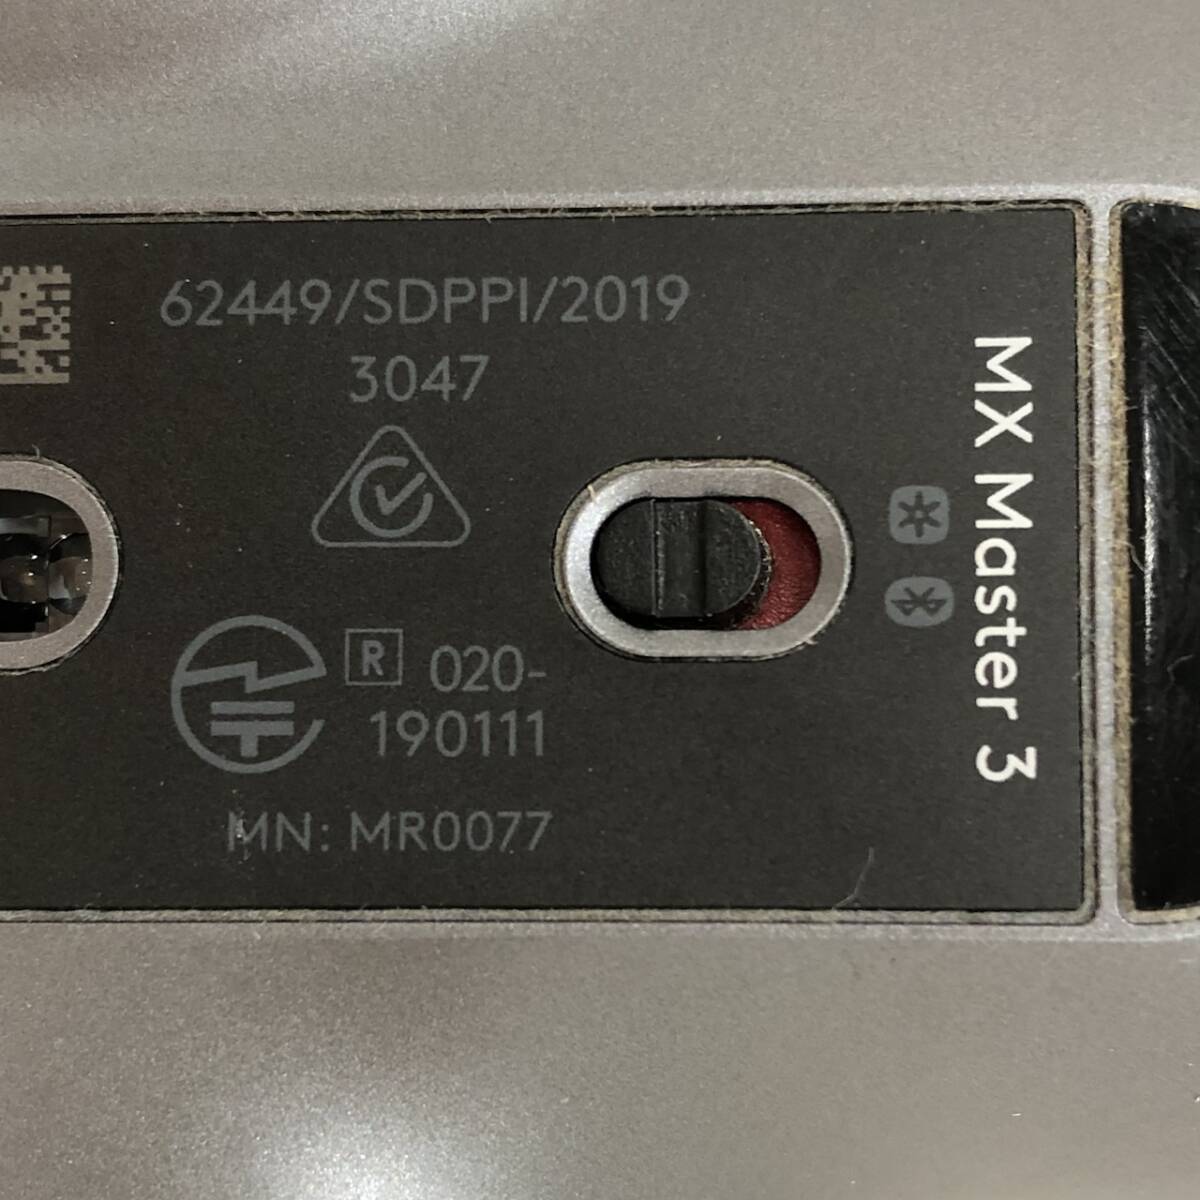 62449/SDPPI/2019
3047
R 020-
190111
MN: MR0077
MX Master 3